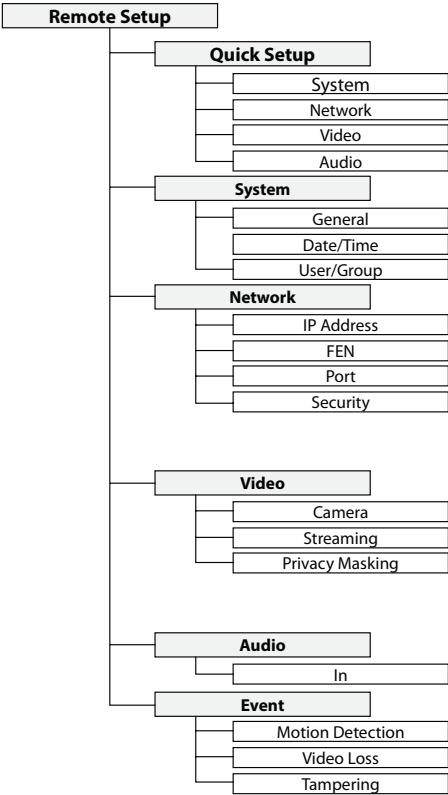 Remote Setup
Quick Setup
System
Network
Video
Audio
System
General
Date/Time
User/Group
Network
IP Address
FEN
Port
Security
Video
Camera
Streaming
Privacy Masking
Audio
In
Event
Motion Detection
Video Loss
Tampering